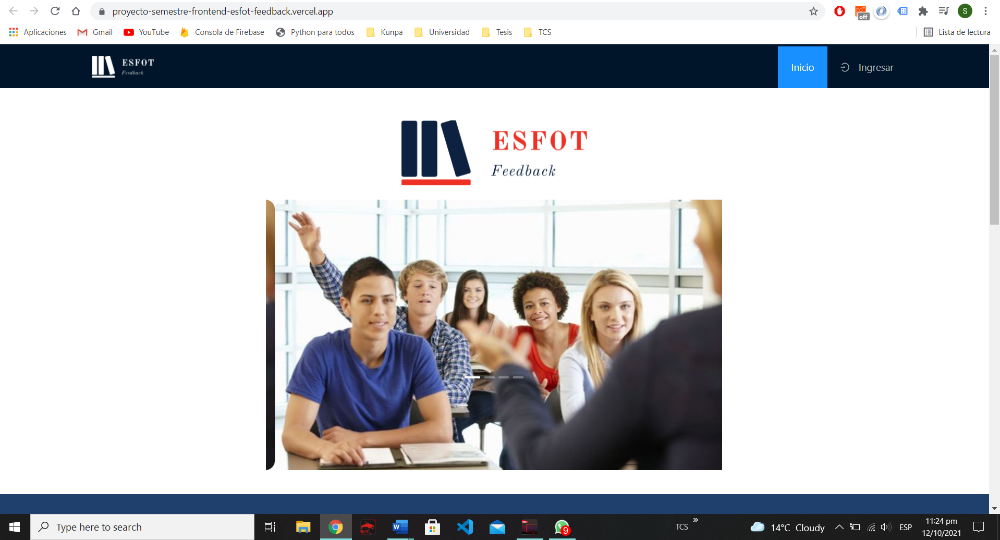 proyecto-semestre-frontend-esfot-feedback.vercel.app
off
S
Aplicaciones Gmail YouTube Consola de Firebase Python para todos Kunpa Universidad Tesis TCS Lista de lectura
ESFOT
Feedback
Inicio Ingresar
ESFOT
Feedback
Type here to search
W
9
TCS »
14°C Cloudy
ESP
11:24 pm
12/10/2021